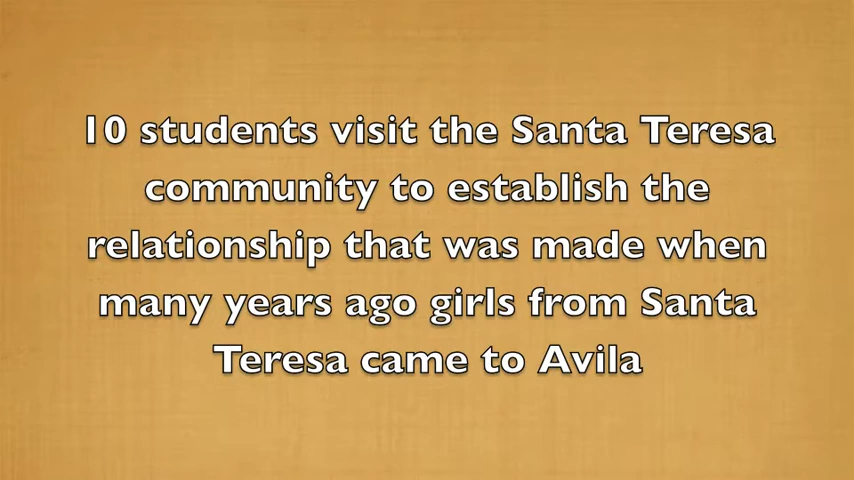 10 students visit the Santa Teresa
community to establish the
relationship that was made when
many years ago girls from Santa
Teresa came to Avila